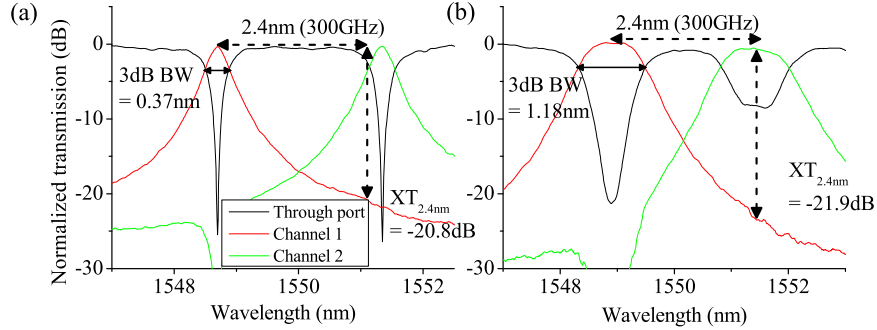 (a)
2.4nm (300GHz)
Normalized transmission (dB)
0
-10
-20
-30
3dB BW
= 0.37nm
XT2.4nm
= -20.8dB
Through port
Channel 1
Channel 2
1548
1550
1552
Wavelength (nm)
(b)
2.4nm (300GHz)
0
-10
-20
-30
3dB BW
= 1.18nm
XT2.4nm
= -21.9dB
1548
1550
1552
Wavelength (nm)